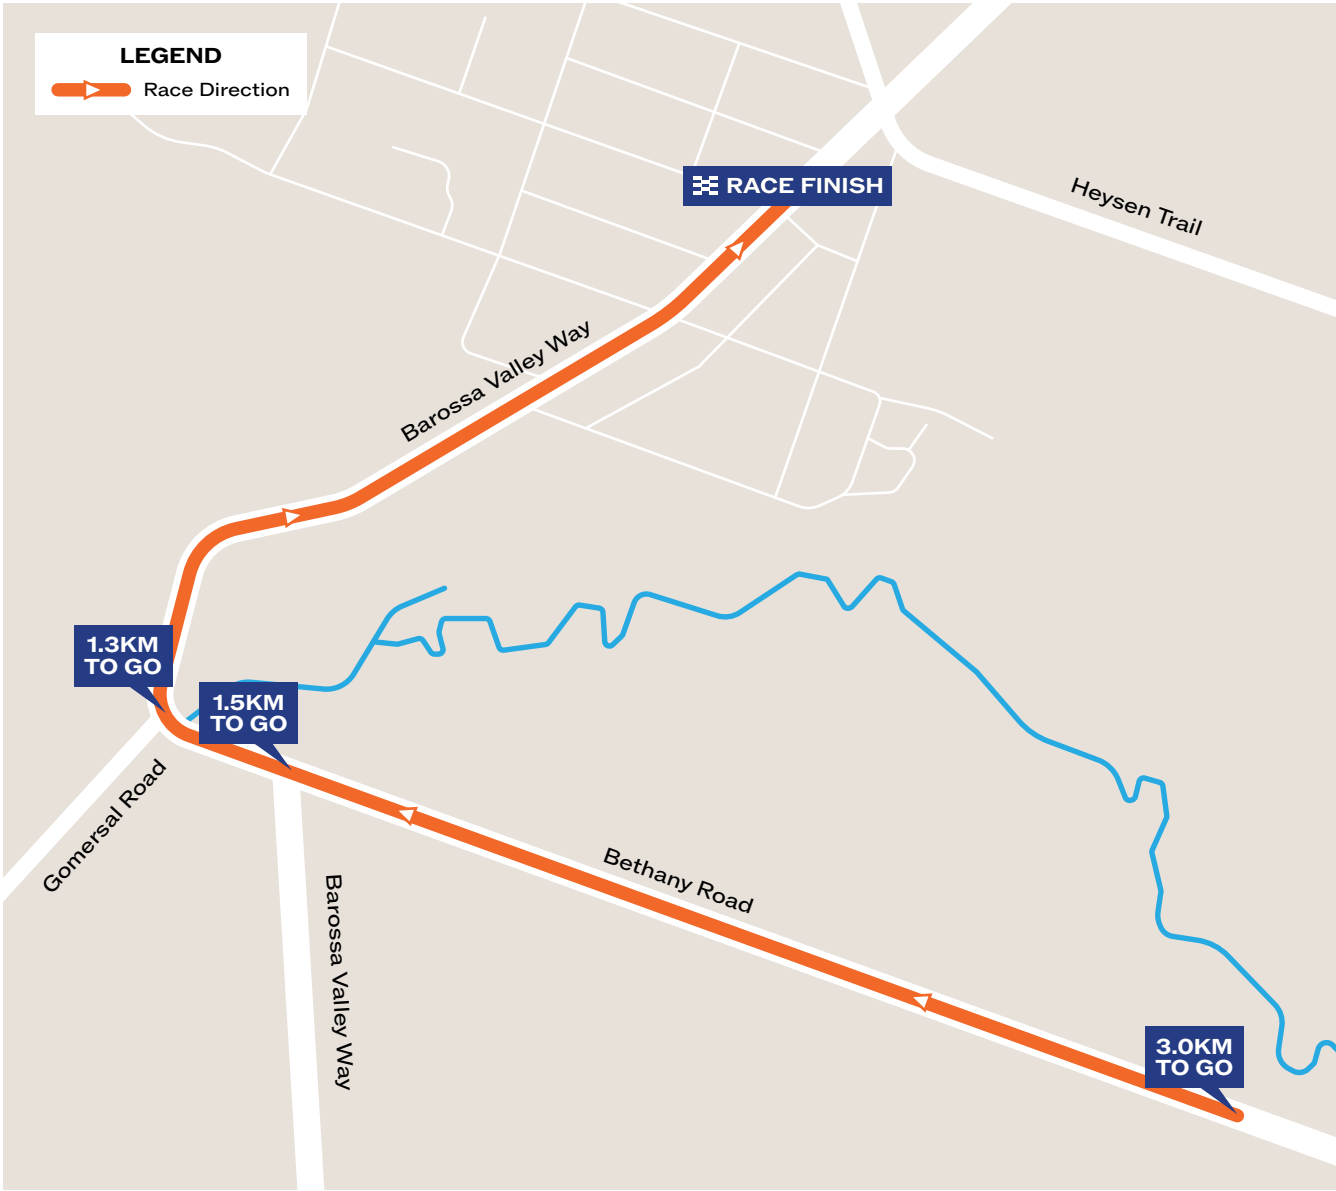 LEGEND
Race Direction
RACE FINISH
Heysen Trail
Barossa Valley Way
1.3KM
TO GO
1.5KM
TO GO
Gomersal Road
Bethany Road
Barossa Valley Way
3.0KM
TO GO